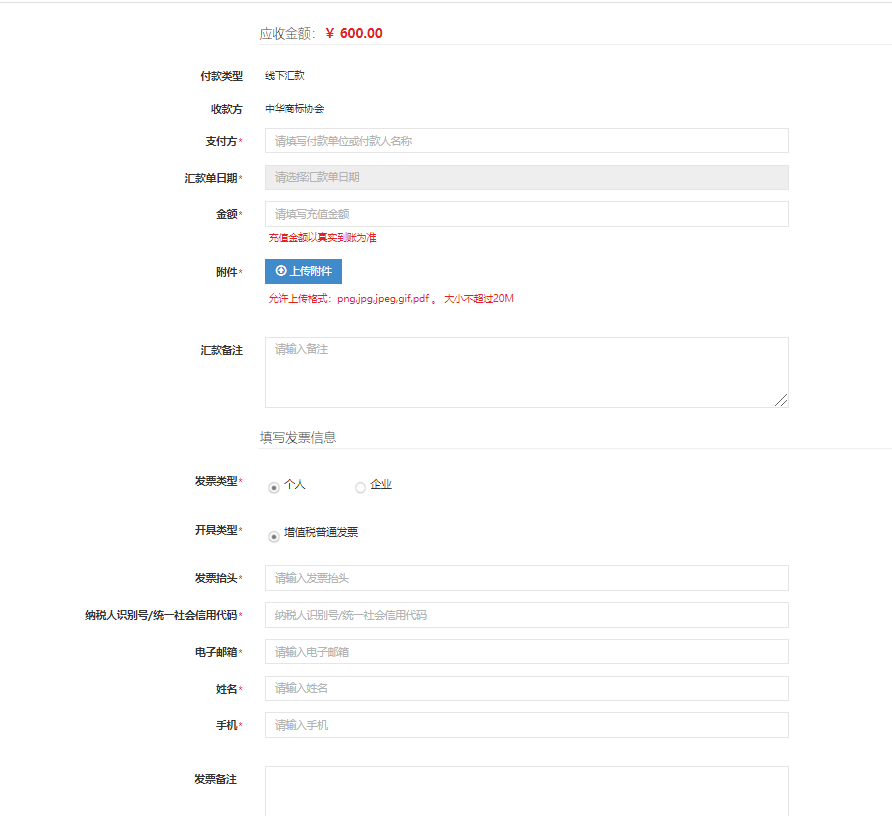 应收金额：￥ 600.00
付款类型 线下汇款
收款方 中华商标协会
支付方* 请填写付款单位或付款人名称
汇款单日期* 请选择汇款单日期
金额* 请填写充值金额
充值金额以真实到账为准
附件* 上传附件
允许上传格式：png,jpg,jpeg,gif,pdf 。 大小不超过20M
汇款备注 请输入备注
填写发票信息
发票类型* 个人 企业
开具类型* 增值税普通发票
发票抬头* 请输入发票抬头
纳税人识别号/统一社会信用代码* 纳税人识别号/统一社会信用代码
电子邮箱* 请输入电子邮箱
姓名* 请输入姓名
手机* 请输入手机
发票备注